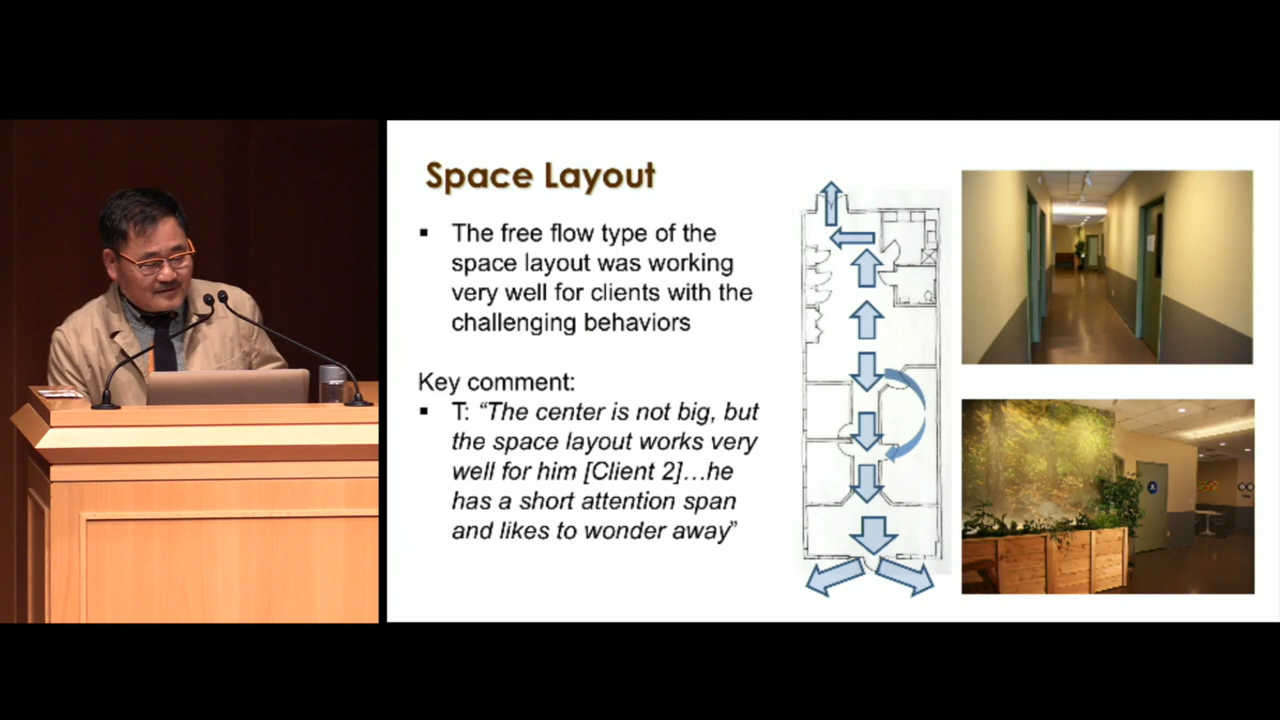 Space Layout
▪ The free flow type of the
space layout was working
very well for clients with the
challenging behaviors
Key comment:
▪ T: “The center is not big, but
the space layout works very
well for him [Client 2]…he
has a short attention span
and likes to wonder away”